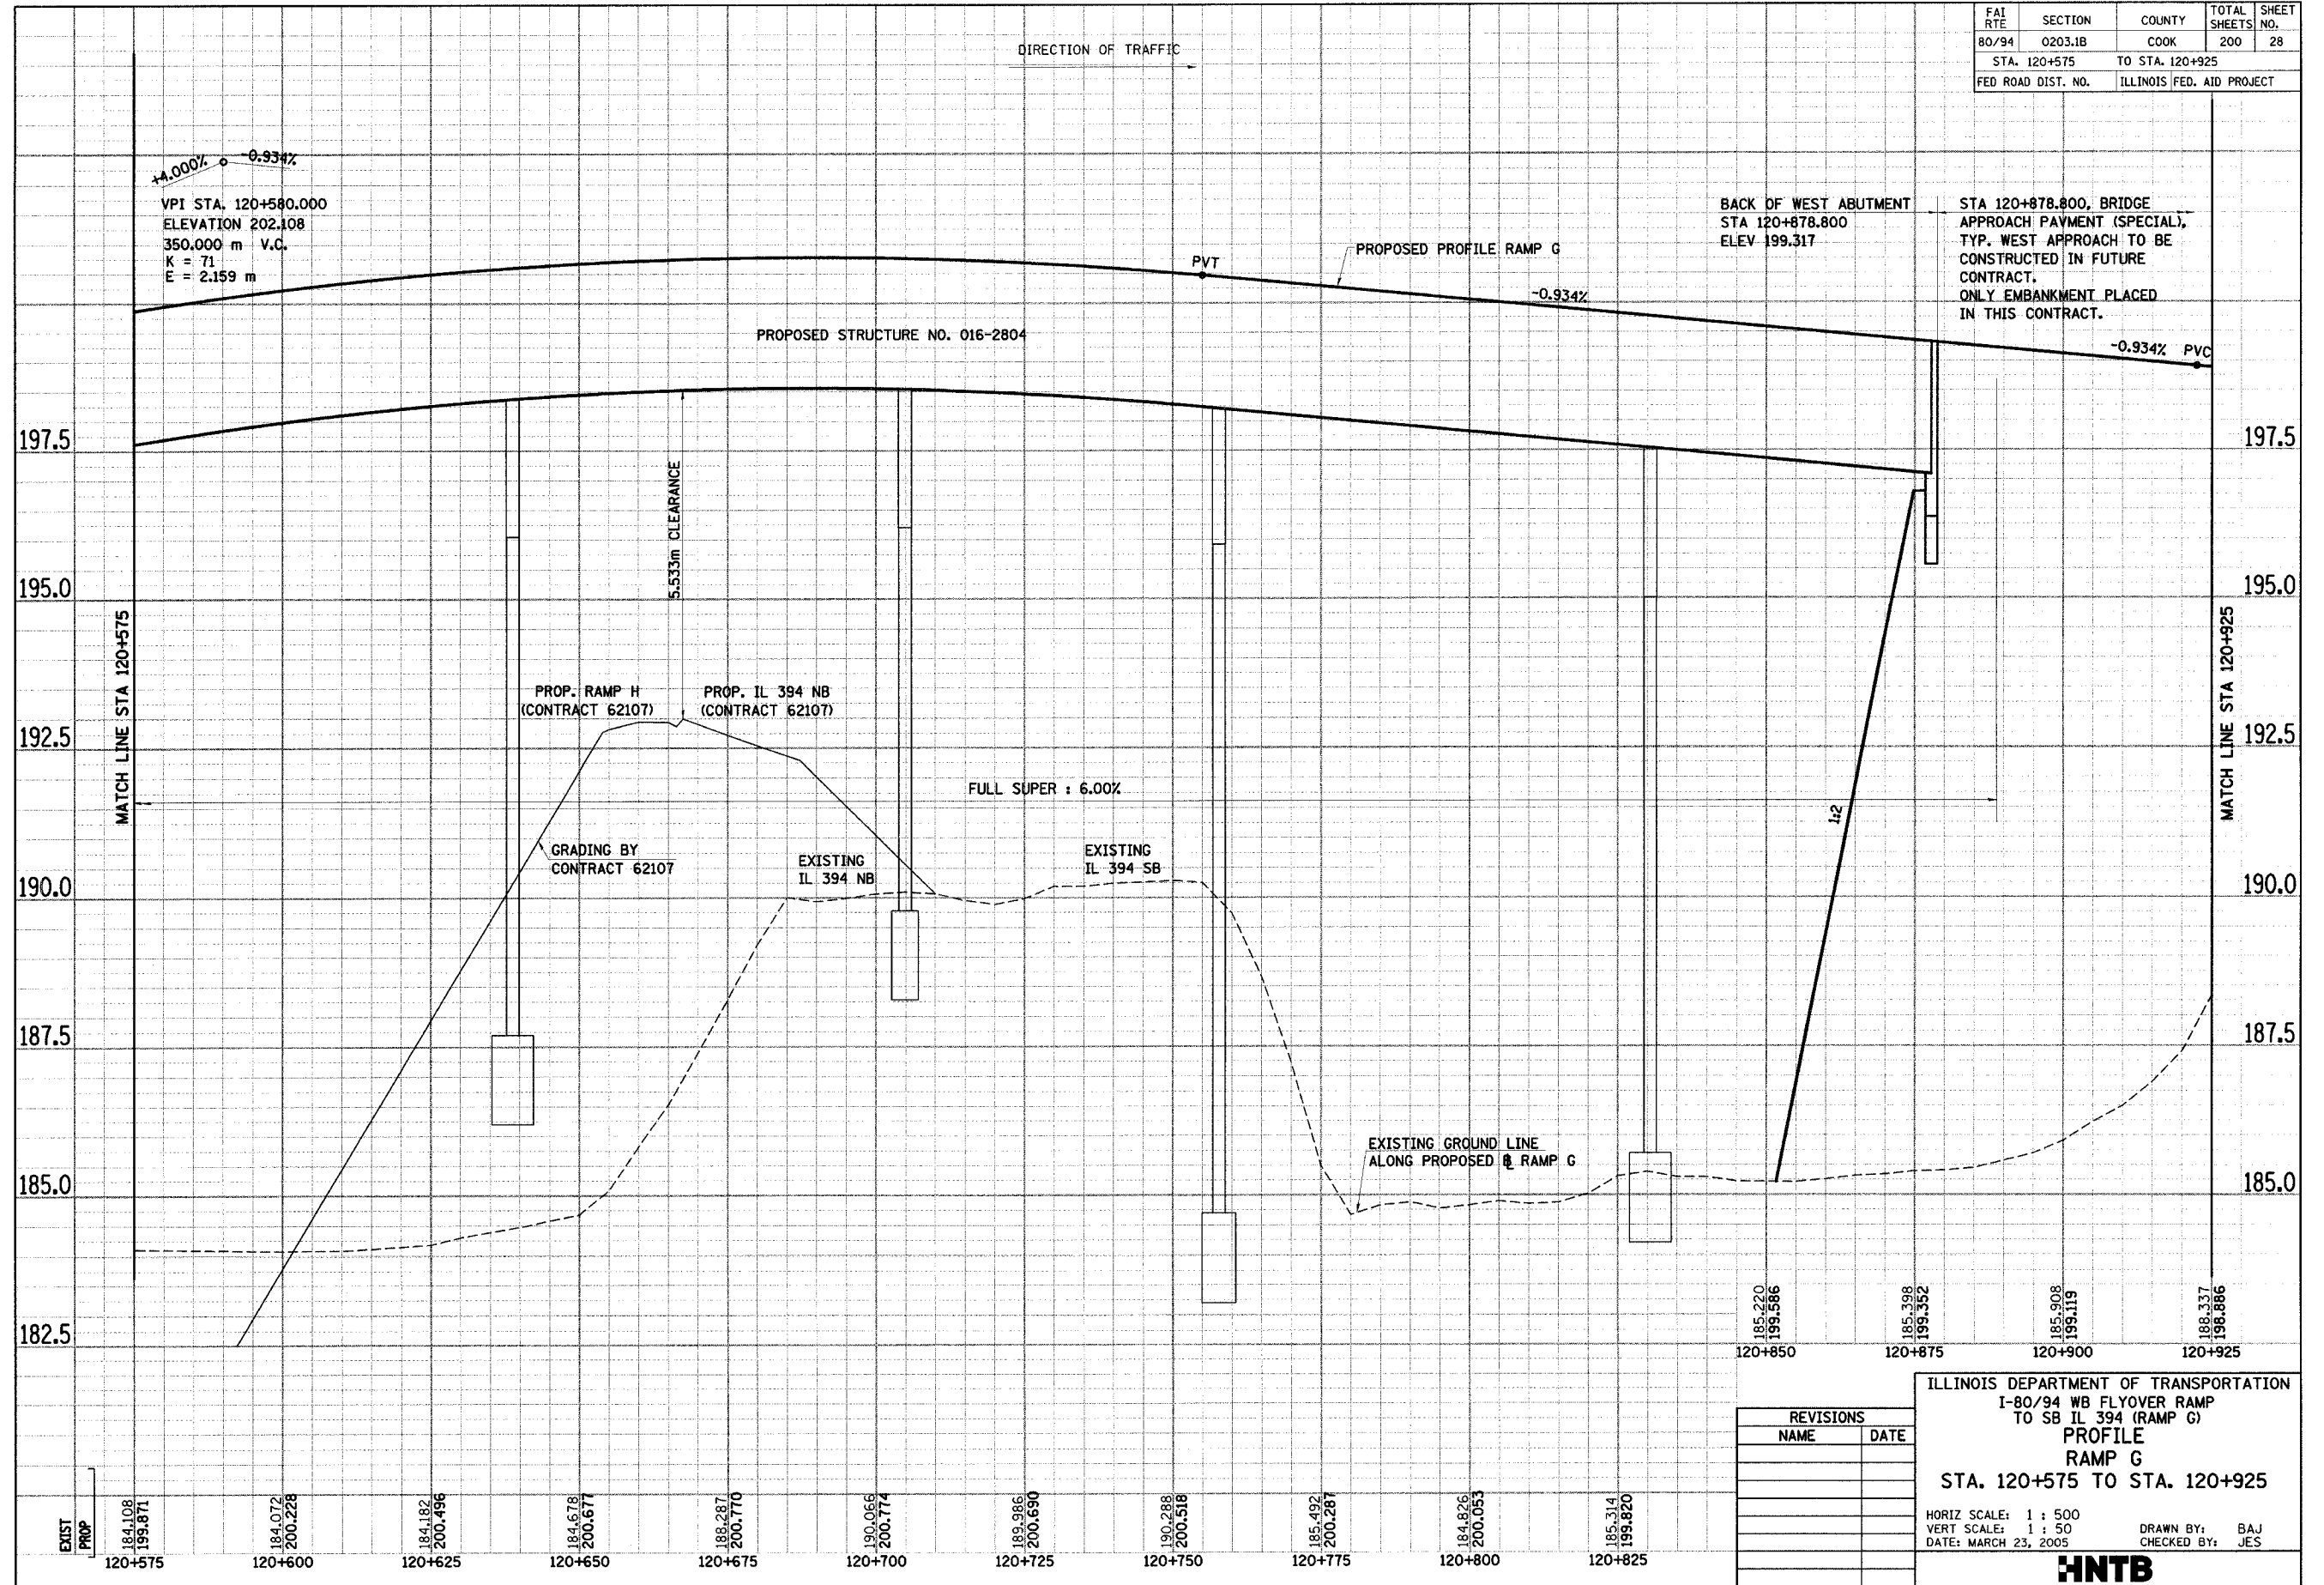 FAI RTE SECTION COUNTY TOTAL SHEETS SHEET NO.
80/94 0203.1B COOK 200 28
STA. 120+575 TO STA. 120+925
FED ROAD DIST. NO. ILLINOIS FED. AID PROJECT
DIRECTION OF TRAFFIC
+4.000% -0.934%
VPI STA. 120+580.000
ELEVATION 202.108
350.000 m V.C.
K = 71
E = 2.159 m
BACK OF WEST ABUTMENT
STA 120+878.800
ELEV 199.317
STA 120+878.800, BRIDGE
APPROACH PAVMENT (SPECIAL),
TYP. WEST APPROACH TO BE
CONSTRUCTED IN FUTURE
CONTRACT.
ONLY EMBANKMENT PLACED
IN THIS CONTRACT.
PROPOSED PROFILE RAMP G
PVT
-0.934%
-0.934% PVC
PROPOSED STRUCTURE NO. 016-2804
197.5 197.5
5.533m CLEARANCE
195.0 195.0
MATCH LINE STA 120+575
MATCH LINE STA 120+925
PROP. RAMP H
(CONTRACT 62107)
PROP. IL 394 NB
(CONTRACT 62107)
192.5 192.5
FULL SUPER : 6.00%
1:2
GRADING BY
CONTRACT 62107
EXISTING
IL 394 NB
EXISTING
IL 394 SB
190.0 190.0
187.5 187.5
EXISTING GROUND LINE
ALONG PROPOSED ℄ RAMP G
185.0 185.0
182.5
185.220 185.398 185.908 188.337
199.586 199.352 199.119 198.886
120+850 120+875 120+900 120+925
EXIST 184.108 184.072 184.182 184.678 188.287 190.066 189.986 190.288 185.492 184.826 185.314
PROP 199.871 200.228 200.496 200.677 200.770 200.774 200.690 200.518 200.287 200.053 199.820
120+575 120+600 120+625 120+650 120+675 120+700 120+725 120+750 120+775 120+800 120+825
REVISIONS
NAME DATE
ILLINOIS DEPARTMENT OF TRANSPORTATION
I-80/94 WB FLYOVER RAMP
TO SB IL 394 (RAMP G)
PROFILE
RAMP G
STA. 120+575 TO STA. 120+925
HORIZ SCALE: 1 : 500
VERT SCALE: 1 : 50 DRAWN BY: BAJ
DATE: MARCH 23, 2005 CHECKED BY: JES
HNTB